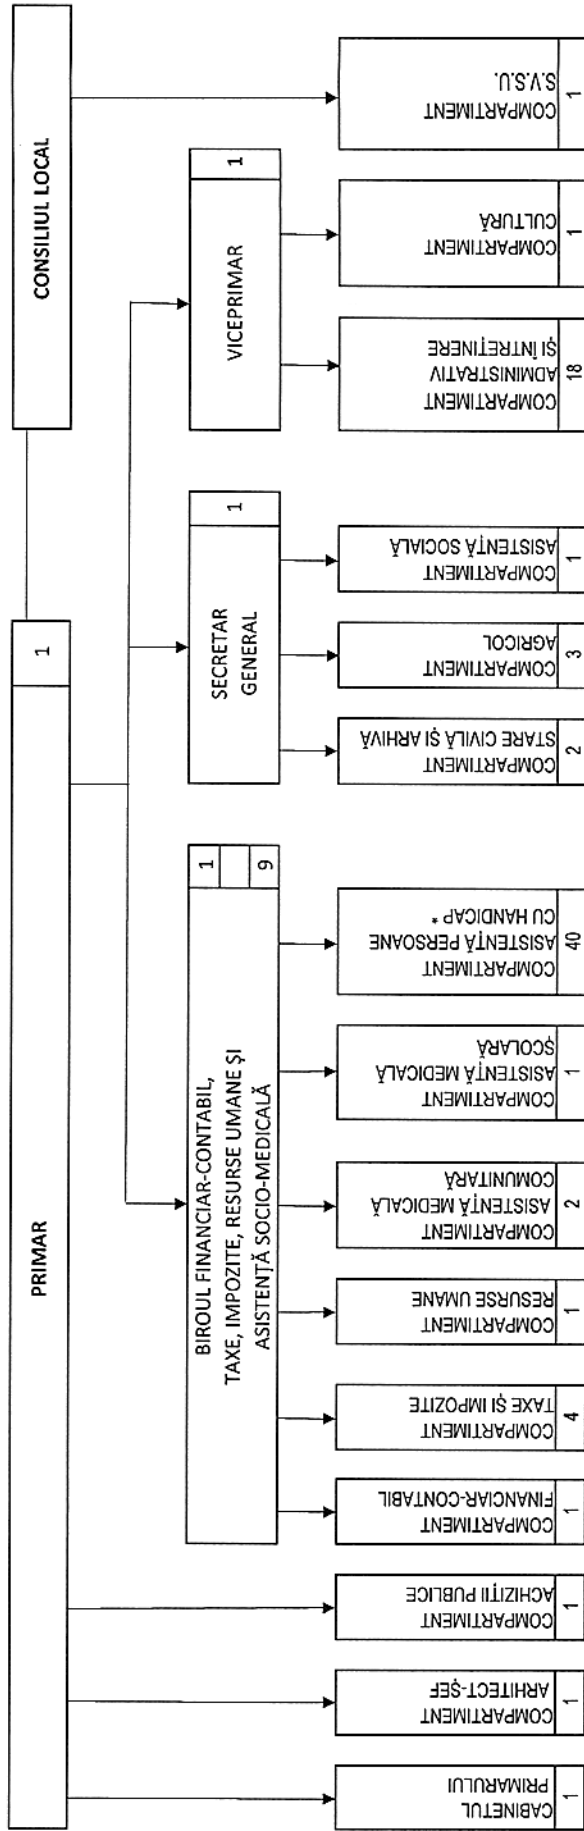 PRIMAR
1
CONSILIUL LOCAL
BIROUL FINANCIAR-CONTABIL,
TAXE, IMPOZITE, RESURSE UMANE ȘI
ASISTENȚĂ SOCIO-MEDICALĂ
1
9
SECRETAR
GENERAL
1
VICEPRIMAR
1
CABINETUL
PRIMARULUI
1
COMPARTIMENT
ARHITECT-ȘEF
1
COMPARTIMENT
ACHIZIȚII PUBLICE
1
COMPARTIMENT
FINANCIAR-CONTABIL
1
COMPARTIMENT
TAXE ȘI IMPOZITE
4
COMPARTIMENT
RESURSE UMANE
1
COMPARTIMENT
ASISTENȚĂ MEDICALĂ
COMUNITARĂ
2
COMPARTIMENT
ASISTENȚĂ MEDICALĂ
ȘCOLARĂ
1
COMPARTIMENT
ASISTENȚĂ PERSOANE
CU HANDICAP *
40
COMPARTIMENT
STARE CIVILĂ ȘI ARHIVĂ
2
COMPARTIMENT
AGRICOL
3
COMPARTIMENT
ASISTENȚĂ SOCIALĂ
1
COMPARTIMENT
ADMINISTRATIV
ȘI ÎNTREȚINERE
18
COMPARTIMENT
CULTURĂ
1
COMPARTIMENT
S.V.S.U.
1